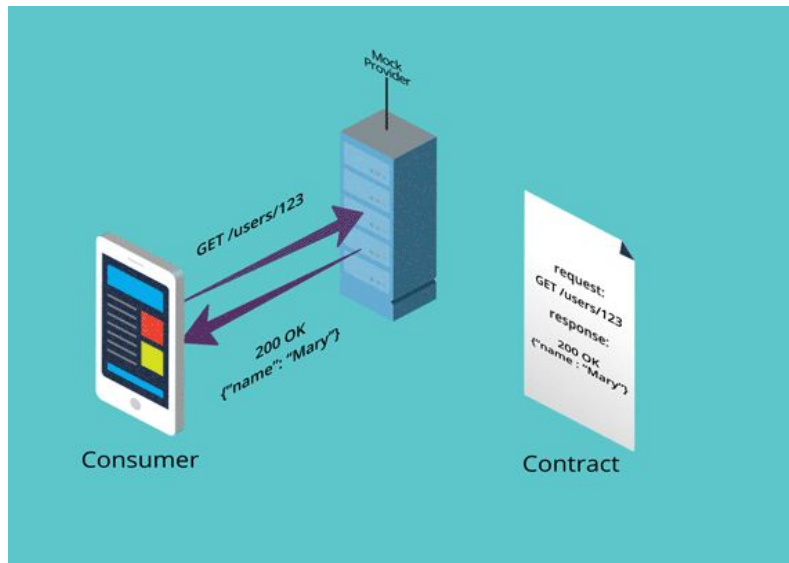 Mock
Provider
GET /users/123
200 OK
{"name": "Mary"}
Consumer
request:
GET /users/123
response:
200 OK
{"name : "Mary"}
Contract